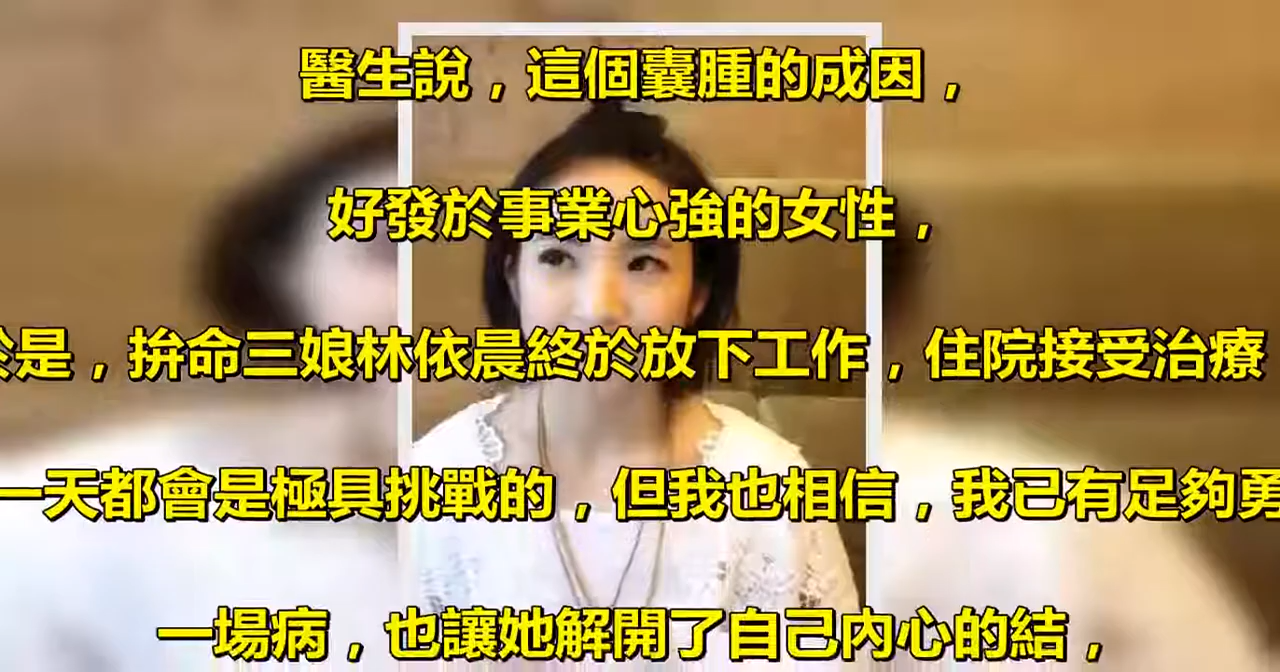 醫生說，這個囊腫的成因，
好發於事業心強的女性，
於是，拚命三娘林依晨終於放下工作，住院接受治療
一天都會是極具挑戰的，但我也相信，我已有足夠勇
一場病，也讓她解開了自己內心的結，